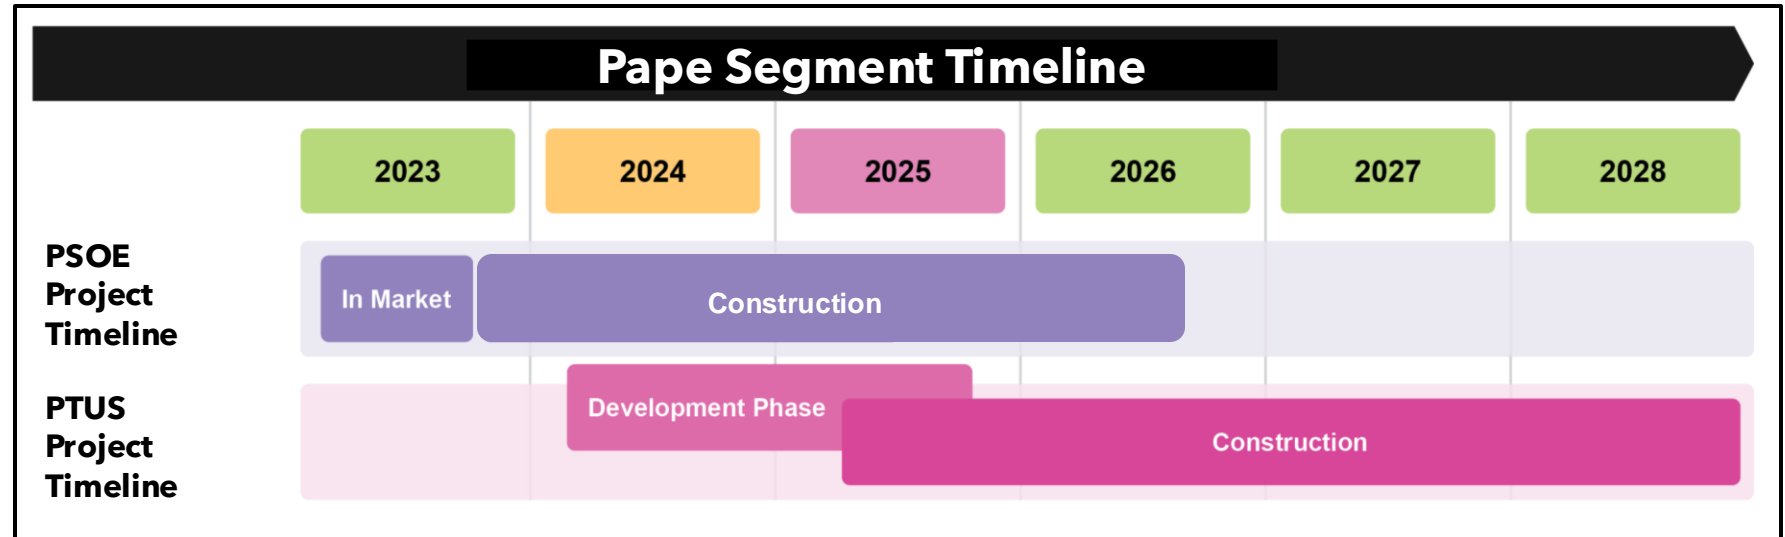 Pape Segment Timeline
2023
2024
2025
2026
2027
2028
PSOE
Project
Timeline
In Market
Construction
PTUS
Project
Timeline
Development Phase
Construction